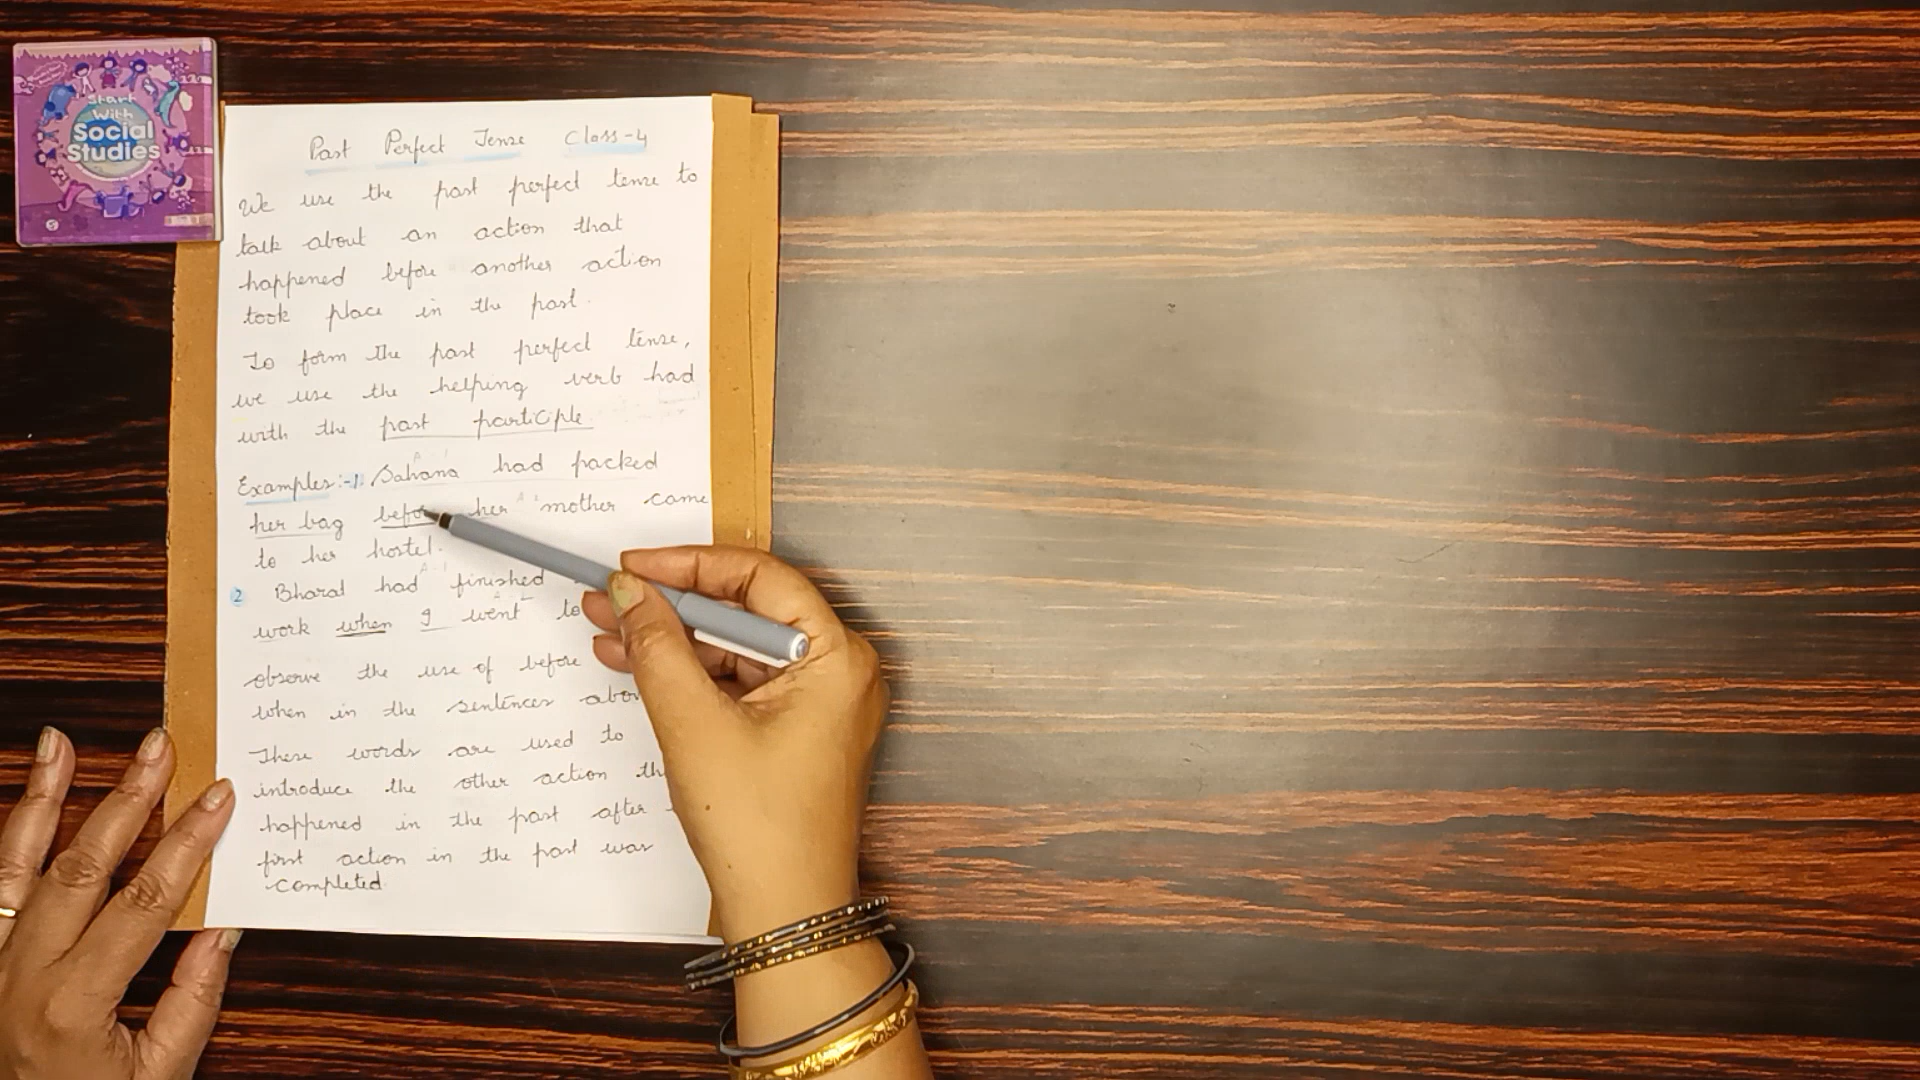 Start
With
Social
Studies
5
Past Perfect Tense Class-4
We use the past perfect tense to
talk about an action that
happened before another action
took place in the past.
To form the past perfect tense,
we use the helping verb had
with the past participle.
Examples:-1. Sahana had packed
her bag before her mother came
to her hostel.
2 Bharat had finished
work when I went to
observe the use of before
when in the sentences
These words are used to
introduce the other action
happened in the past after
first action in the past was
completed.